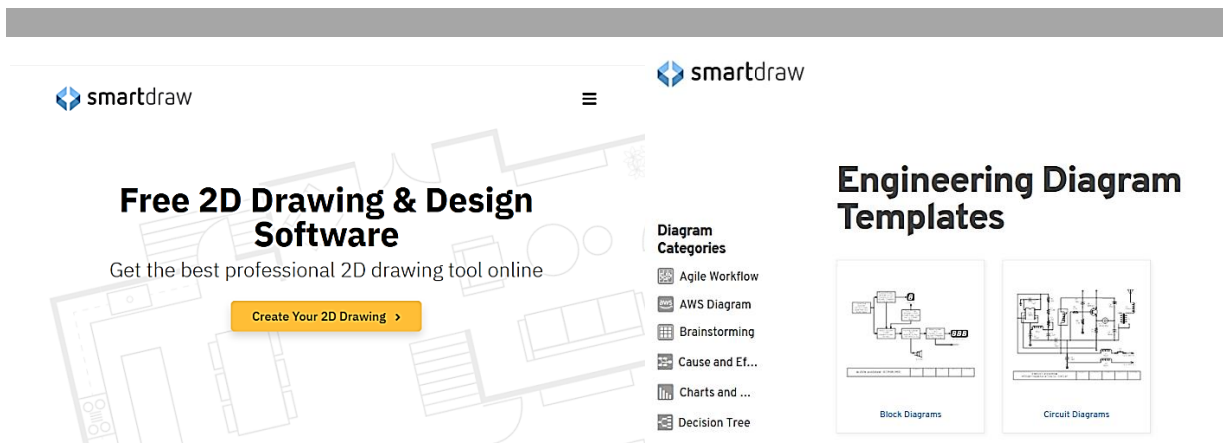 smartdraw
Free 2D Drawing & Design
Software
Get the best professional 2D drawing tool online
Create Your 2D Drawing >
smartdraw
Engineering Diagram
Templates
Diagram
Categories
Agile Workflow
aws AWS Diagram
Brainstorming
Cause and Ef...
Charts and ...
Decision Tree
Block Diagrams
Circuit Diagrams